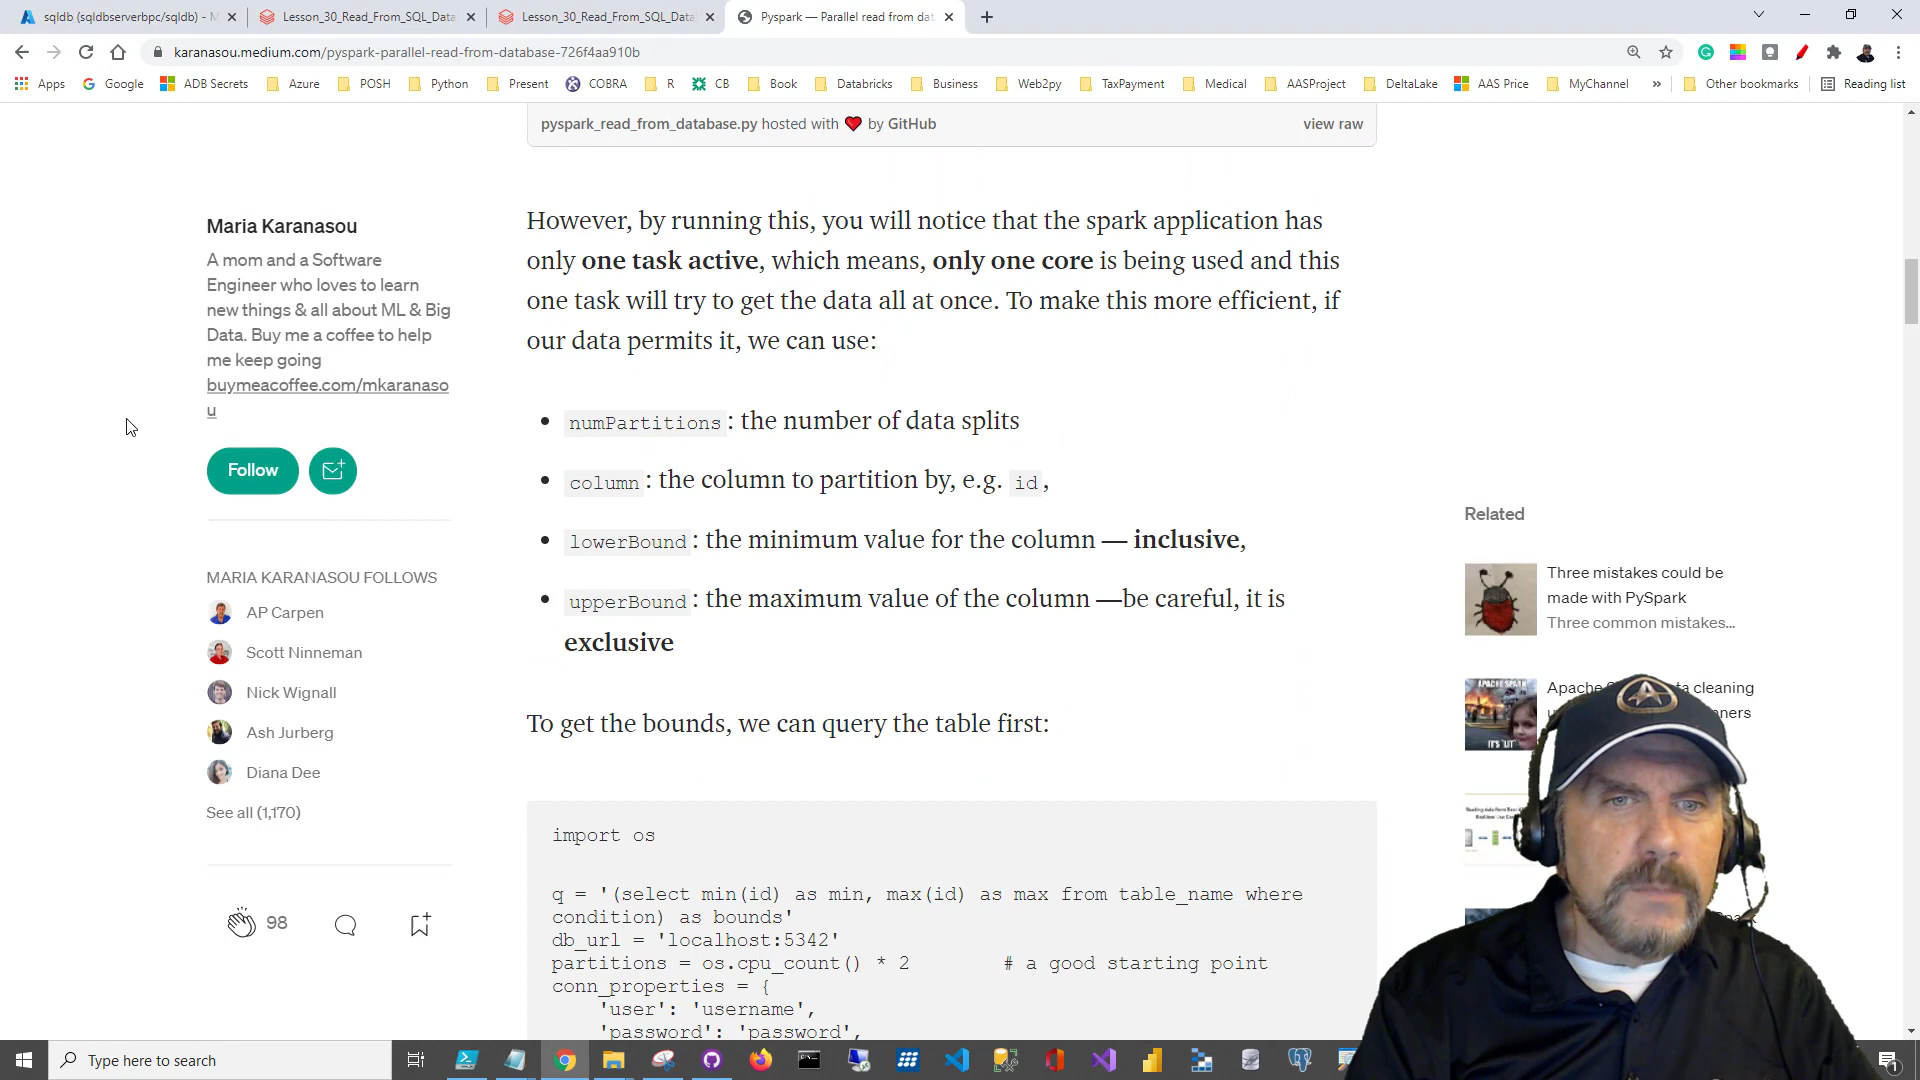 sqldb (sqldbserverbpc/sqldb) - M
Lesson_30_Read_From_SQL_Data
Lesson_30_Read_From_SQL_Data
Pyspark — Parallel read from dat
karanasou.medium.com/pyspark-parallel-read-from-database-726f4aa910b
Apps
Google
ADB Secrets
Azure
POSH
Python
Present
COBRA
R
CB
Book
Databricks
Business
Web2py
TaxPayment
Medical
AASProject
DeltaLake
AAS Price
MyChannel
»
Other bookmarks
Reading list
pyspark_read_from_database.py hosted with ❤ by GitHub
view raw
However, by running this, you will notice that the spark application has
only one task active, which means, only one core is being used and this
one task will try to get the data all at once. To make this more efficient, if
our data permits it, we can use:
• numPartitions: the number of data splits
• column: the column to partition by, e.g. id,
• lowerBound: the minimum value for the column — inclusive,
• upperBound: the maximum value of the column —be careful, it is
exclusive
To get the bounds, we can query the table first:
import os
q = '(select min(id) as min, max(id) as max from table_name where
condition) as bounds'
db_url = 'localhost:5342'
partitions = os.cpu_count() * 2 # a good starting point
conn_properties = {
'user': 'username',
'password': 'password',
Maria Karanasou
A mom and a Software
Engineer who loves to learn
new things & all about ML & Big
Data. Buy me a coffee to help
me keep going
buymeacoffee.com/mkaranaso
u
Follow
MARIA KARANASOU FOLLOWS
AP Carpen
Scott Ninneman
Nick Wignall
Ash Jurberg
Diana Dee
See all (1,170)
98
Related
Three mistakes could be
made with PySpark
Three common mistakes...
APACHE SPARK
IT'S 'LIT'
Apache
cleaning
Type here to search
1